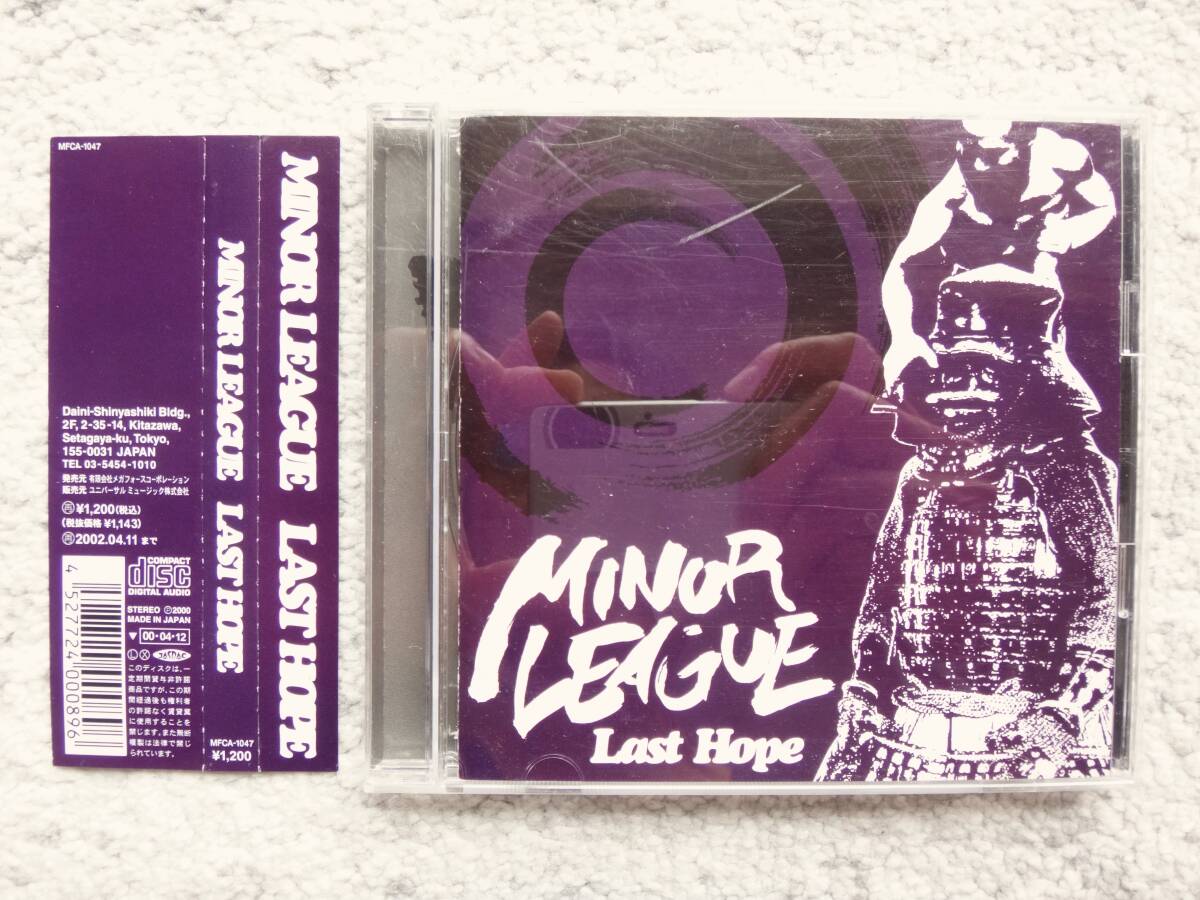 MFCA-1047
Daini-Shinyashiki Bldg.,
2F, 2-35-14, Kitazawa,
Setagaya-ku, Tokyo,
155-0031 JAPAN
TEL 03-5454-1010
発売元 有限会社メガフォースコーポレーション
販売元 ユニバーサル ミュージック株式会社
再 ¥1,200(税込)
(税抜価格 ¥1,143)
再 2002.04.11 まで
4 527724 000896
COMPACT
disc
DIGITAL AUDIO
STEREO ℗2000
MADE IN JAPAN
▼ 00・04・12
L X JASRAC
このディスクは、一
定期間貸与非許諾
商品ですが、この期
間経過後も権利者
の許諾なく賃貸業
に使用することを
禁じます。また無断
複製は法律で禁じ
られています。
MINOR LEAGUE LAST HOPE
MFCA-1047
¥1,200
MINOR LEAGUE LAST HOPE
MINOR
LEAGUE
Last Hope